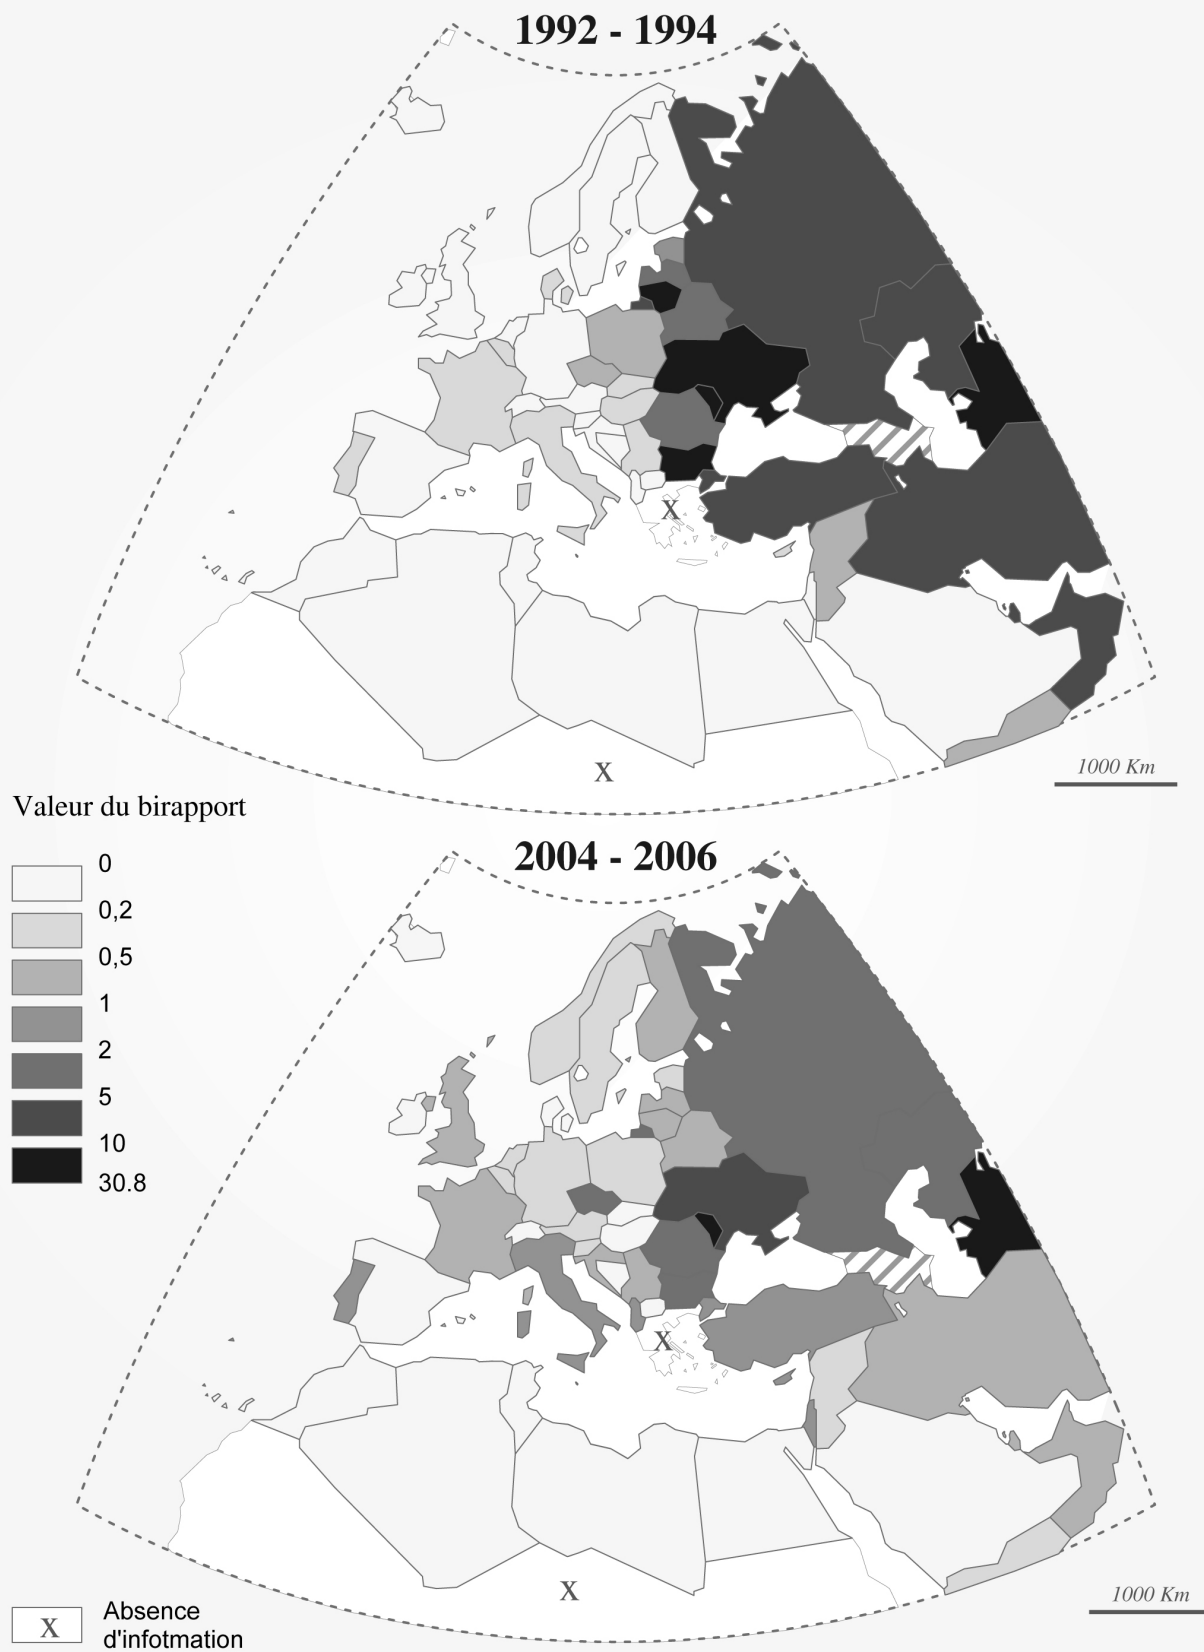 1992 - 1994
X
X
1000 Km
Valeur du birapport
0
0,2
0,5
1
2
5
10
30.8
2004 - 2006
X
X
1000 Km
X
Absence
d'infotmation